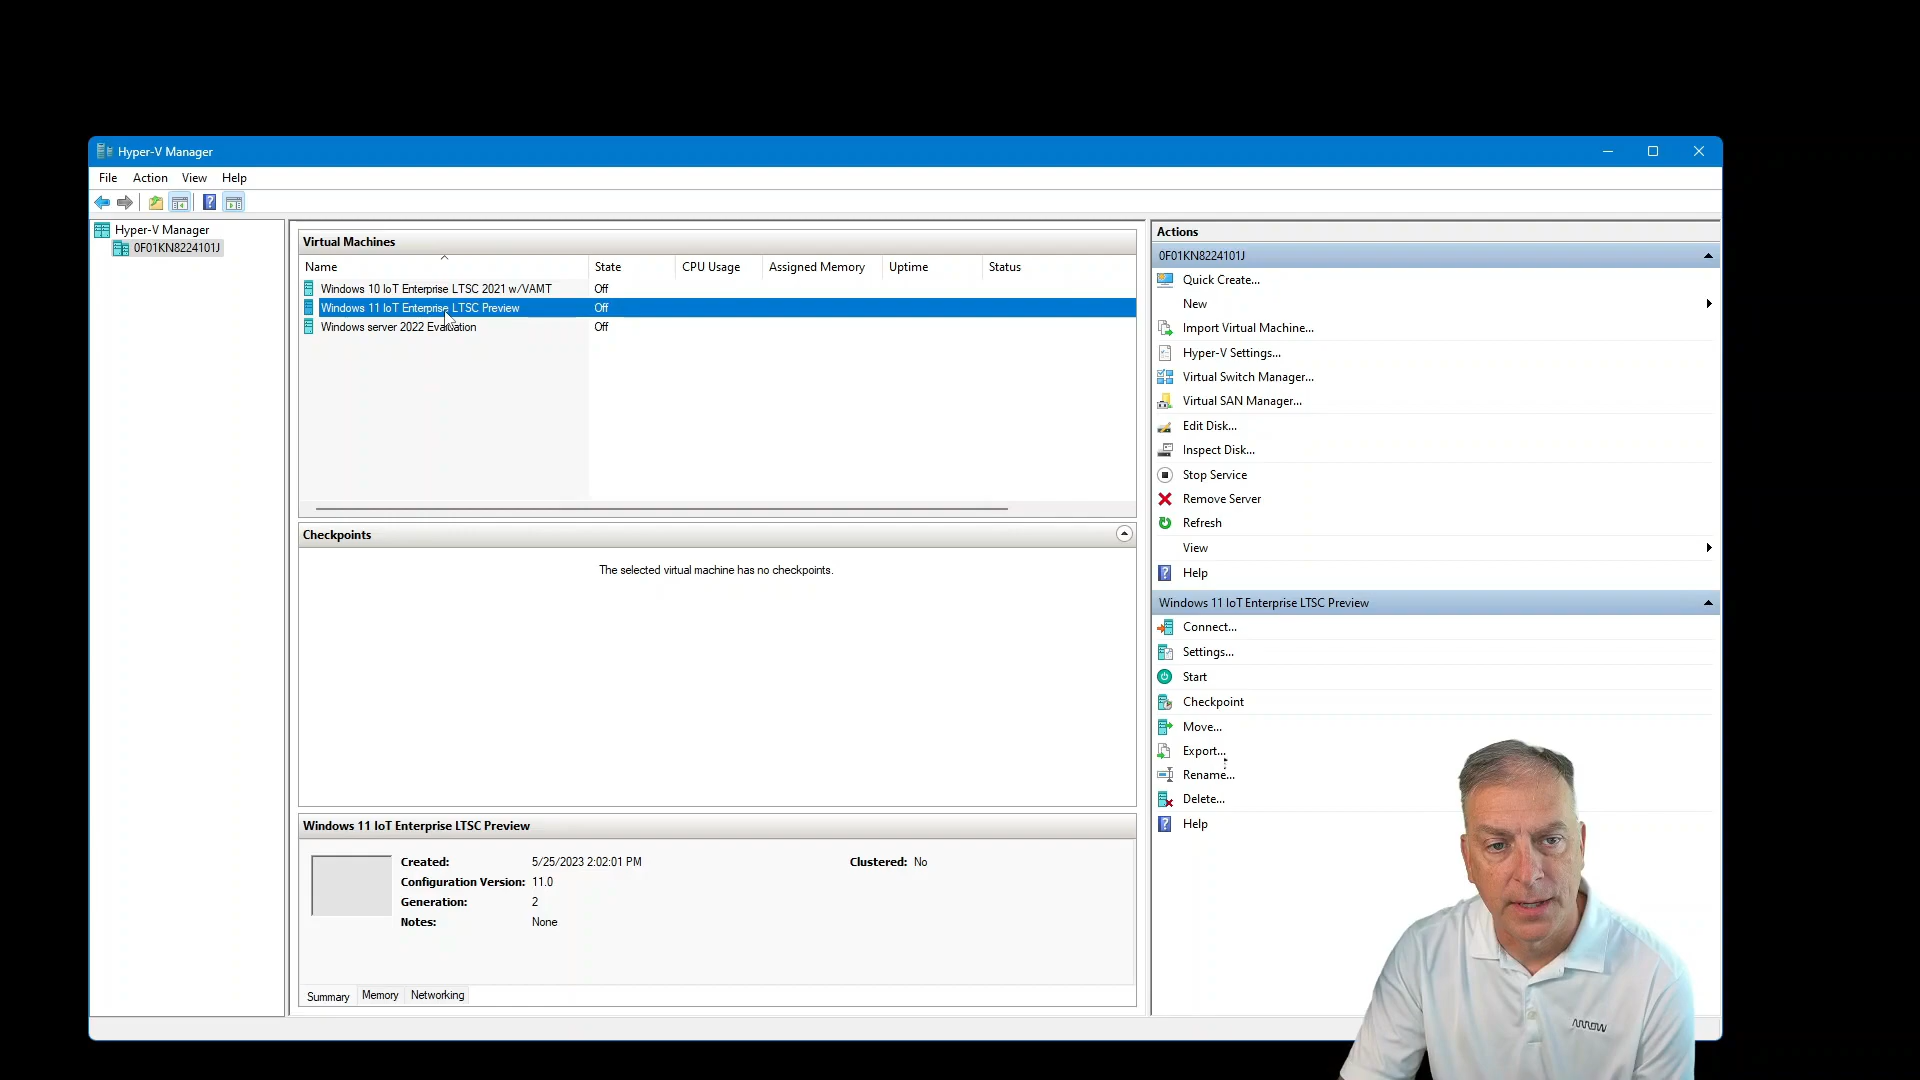 Hyper-V Manager
File Action View Help
Hyper-V Manager
0F01KN8224101J
Virtual Machines
Name State CPU Usage Assigned Memory Uptime Status
Windows 10 IoT Enterprise LTSC 2021 w/VAMT Off
Windows 11 IoT Enterprise LTSC Preview Off
Windows server 2022 Evaluation Off
Checkpoints
The selected virtual machine has no checkpoints.
Windows 11 IoT Enterprise LTSC Preview
Created: 5/25/2023 2:02:01 PM Clustered: No
Configuration Version: 11.0
Generation: 2
Notes: None
Summary Memory Networking
Actions
0F01KN8224101J
Quick Create...
New
Import Virtual Machine...
Hyper-V Settings...
Virtual Switch Manager...
Virtual SAN Manager...
Edit Disk...
Inspect Disk...
Stop Service
Remove Server
Refresh
View
Help
Windows 11 IoT Enterprise LTSC Preview
Connect...
Settings...
Start
Checkpoint
Move...
Export...
Rename...
Delete...
Help
ARROW